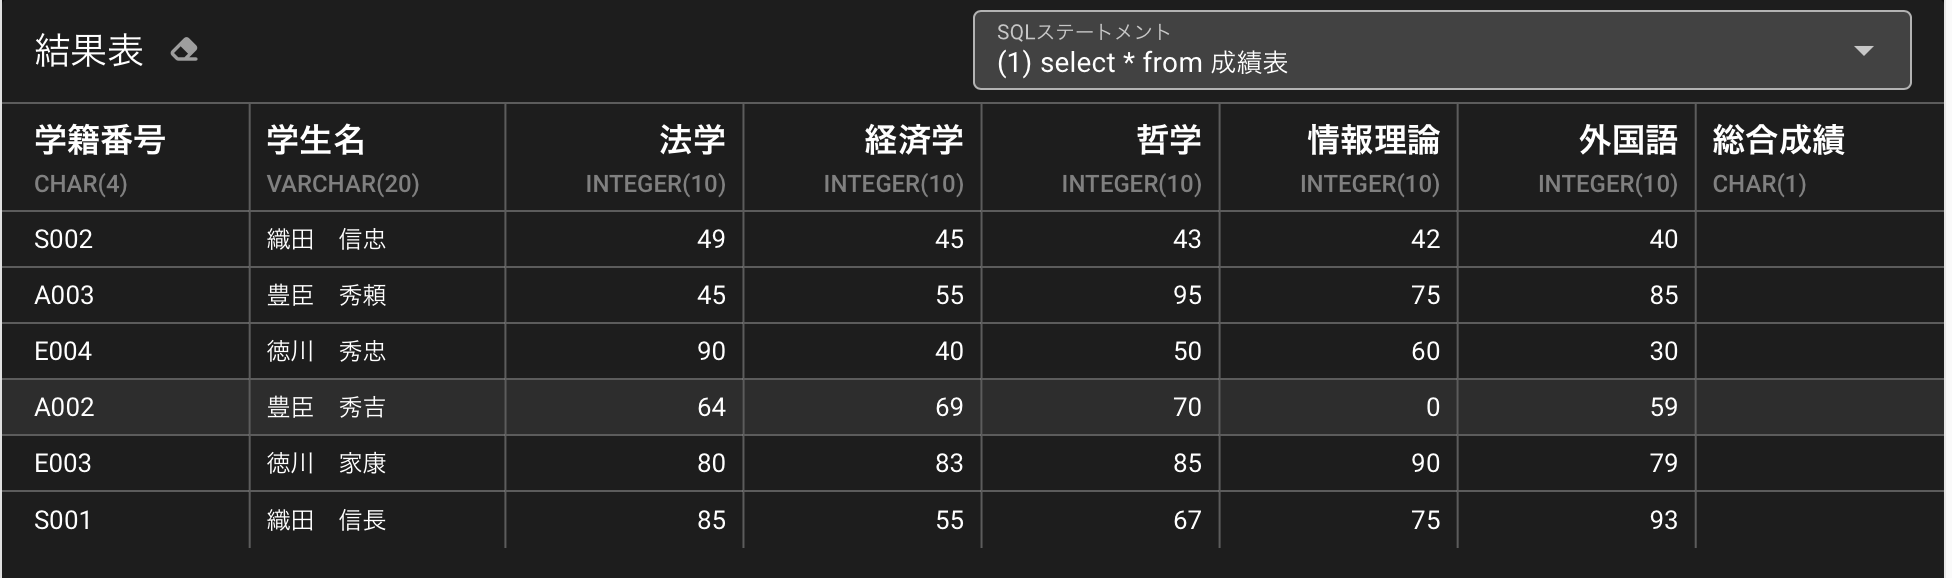 結果表
SQLステートメント
(1) select * from 成績表
学籍番号 学生名 法学 経済学 哲学 情報理論 外国語 総合成績
CHAR(4) VARCHAR(20) INTEGER(10) INTEGER(10) INTEGER(10) INTEGER(10) INTEGER(10) CHAR(1)
S002 織田　信忠 49 45 43 42 40
A003 豊臣　秀頼 45 55 95 75 85
E004 徳川　秀忠 90 40 50 60 30
A002 豊臣　秀吉 64 69 70 0 59
E003 徳川　家康 80 83 85 90 79
S001 織田　信長 85 55 67 75 93